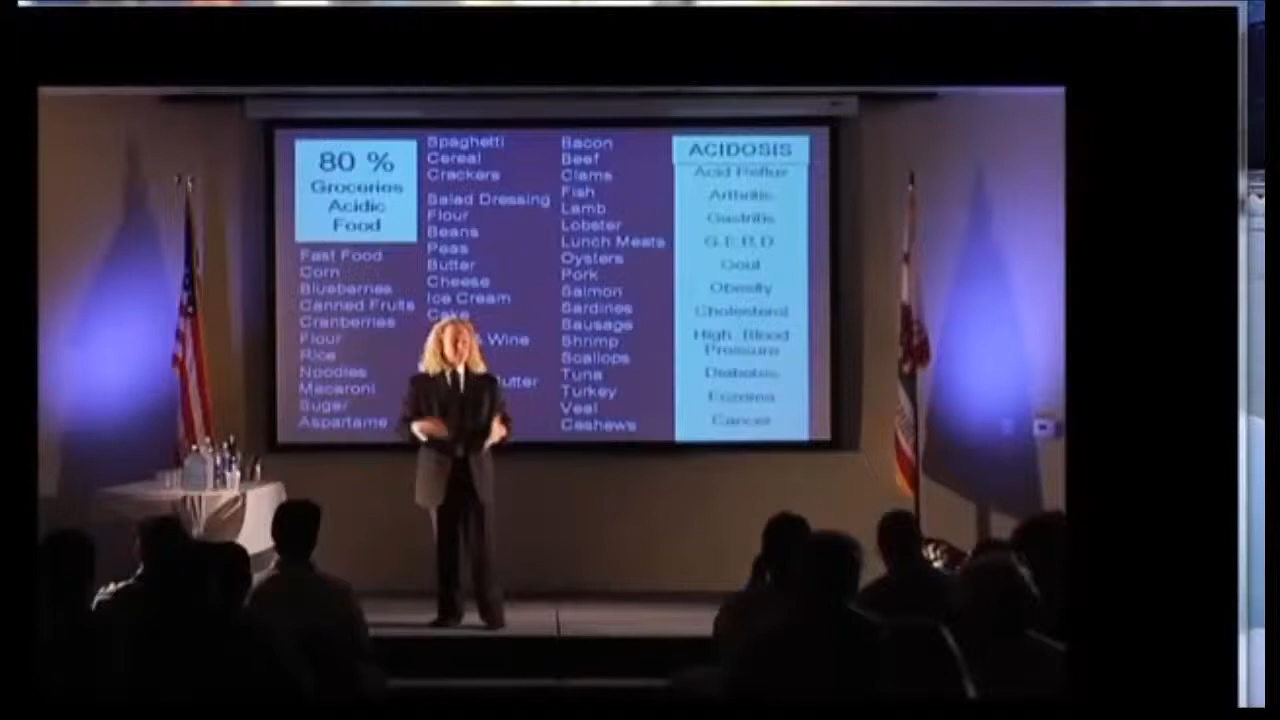 80 %
Groceries
Acidic
Food
Fast Food
Corn
Blueberries
Canned Fruits
Cranberries
Flour
Rice
Noodles
Macaroni
Sugar
Aspartame
Spaghetti
Cereal
Crackers
Salad Dressing
Flour
Beans
Peas
Butter
Cheese
Ice Cream
Cake
Wine
Bacon
Beef
Clams
Fish
Lamb
Lobster
Lunch Meats
Oysters
Pork
Salmon
Sardines
Sausage
Shrimp
Scallops
Tuna
Turkey
Veal
Cashews
ACIDOSIS
Acid Reflux
Arthritis
Gastritis
G.E.R.D
Gout
Obesity
Cholesterol
High Blood
Pressure
Diabetes
Eczema
Cancer